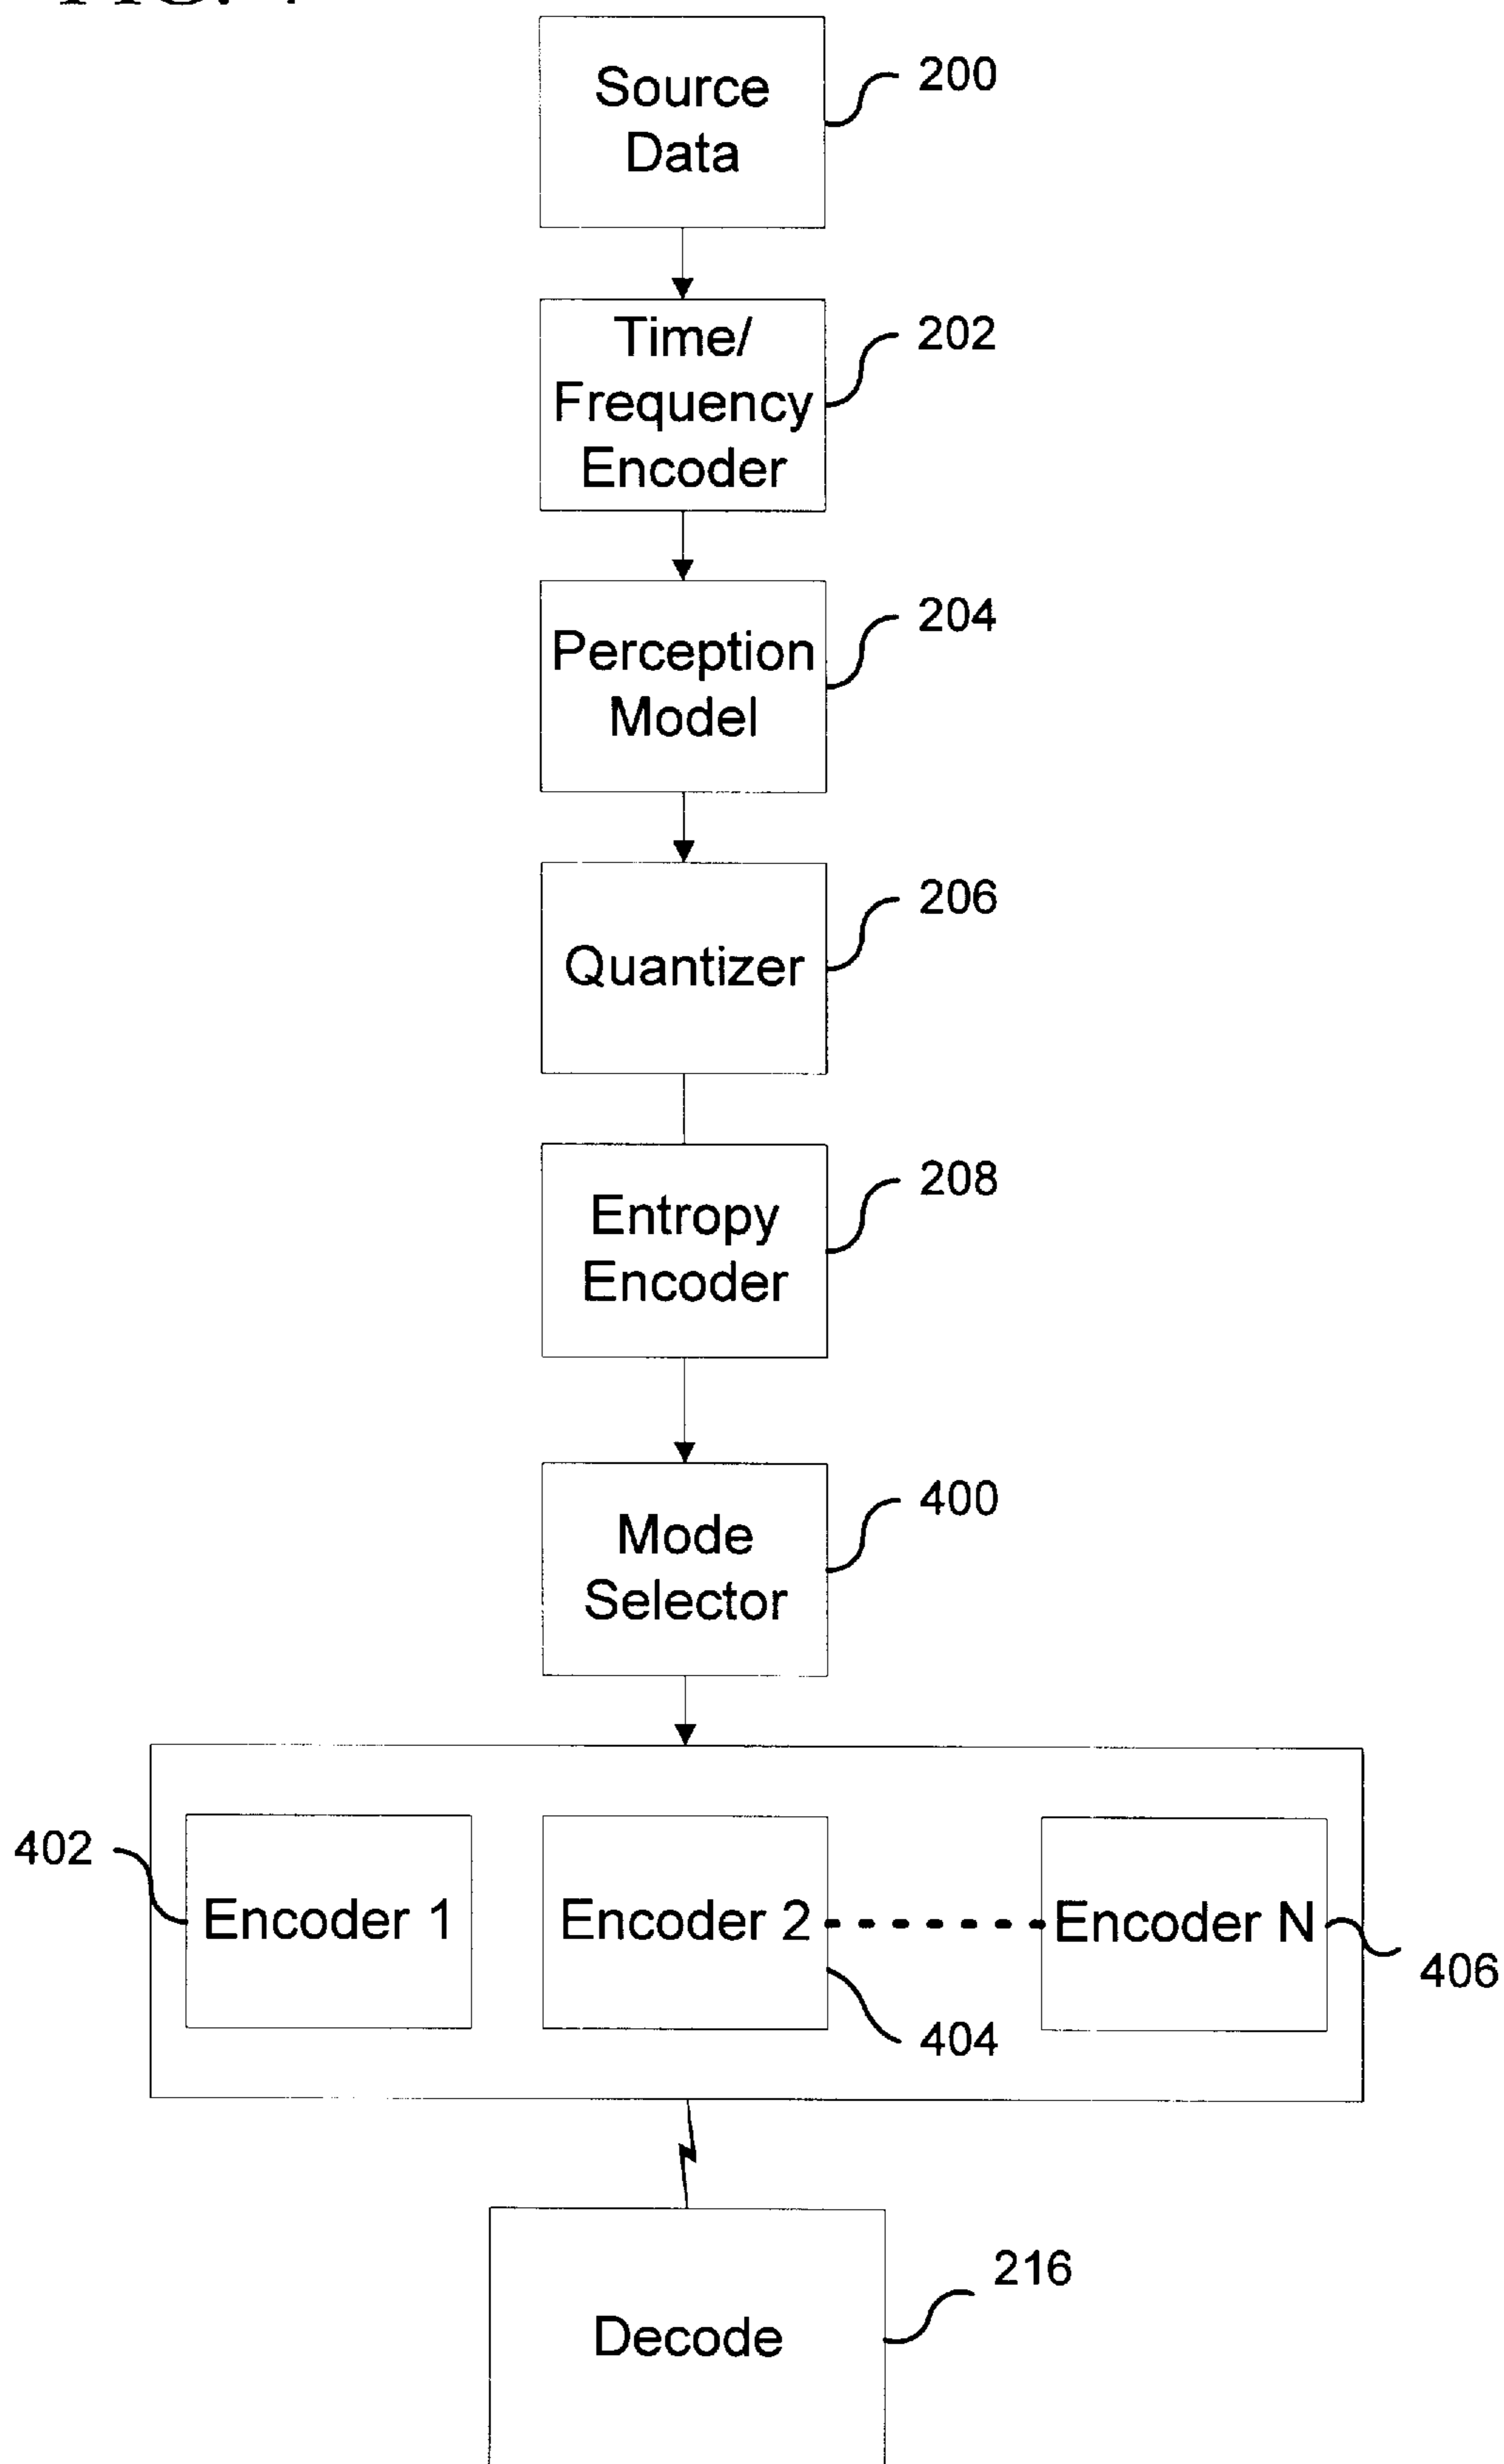 Source
Data
200
Time/
Frequency
Encoder
202
Perception
Model
204
Quantizer
206
Entropy
Encoder
208
Mode
Selector
400
402
Encoder 1
Encoder 2
Encoder N
406
404
Decode
216